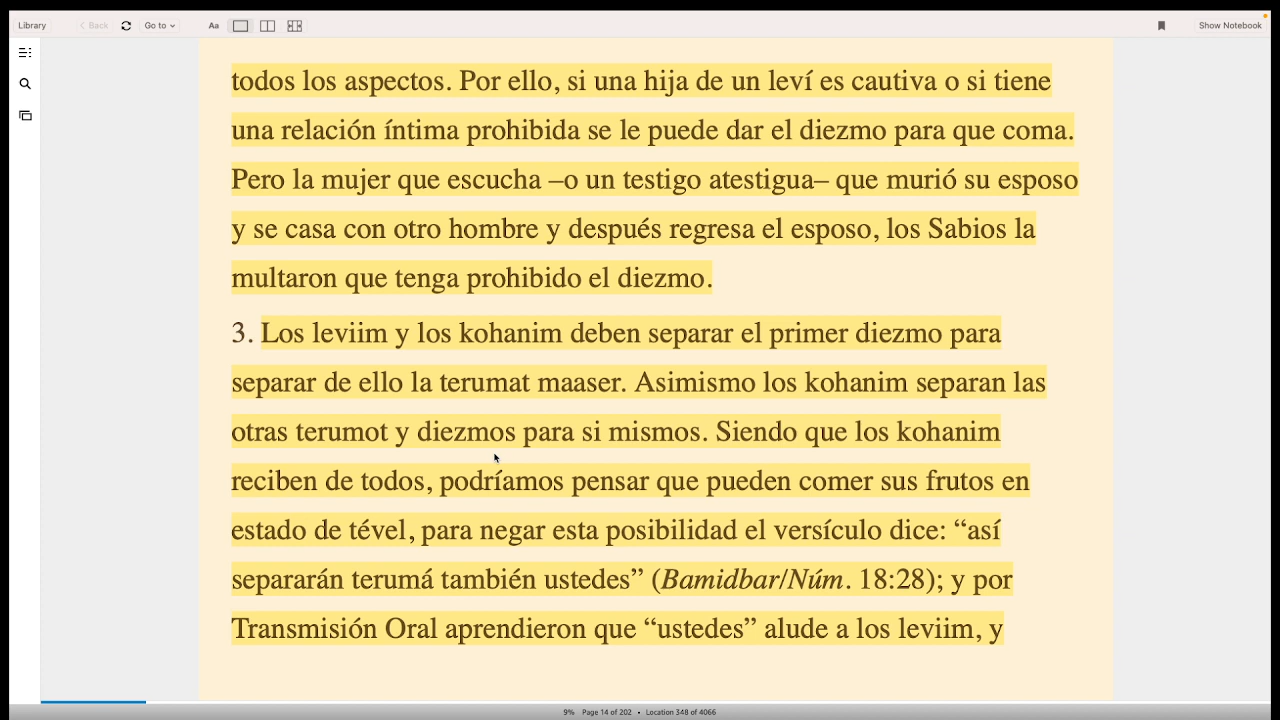 Library Back Go to Aa Show Notebook
todos los aspectos. Por ello, si una hija de un leví es cautiva o si tiene
una relación íntima prohibida se le puede dar el diezmo para que coma.
Pero la mujer que escucha –o un testigo atestigua– que murió su esposo
y se casa con otro hombre y después regresa el esposo, los Sabios la
multaron que tenga prohibido el diezmo.
3. Los leviim y los kohanim deben separar el primer diezmo para
separar de ello la terumat maaser. Asimismo los kohanim separan las
otras terumot y diezmos para si mismos. Siendo que los kohanim
reciben de todos, podríamos pensar que pueden comer sus frutos en
estado de tével, para negar esta posibilidad el versículo dice: “así
separarán terumá también ustedes” (Bamidbar/Núm. 18:28); y por
Transmisión Oral aprendieron que “ustedes” alude a los leviim, y
9% Page 14 of 202 • Location 348 of 4066